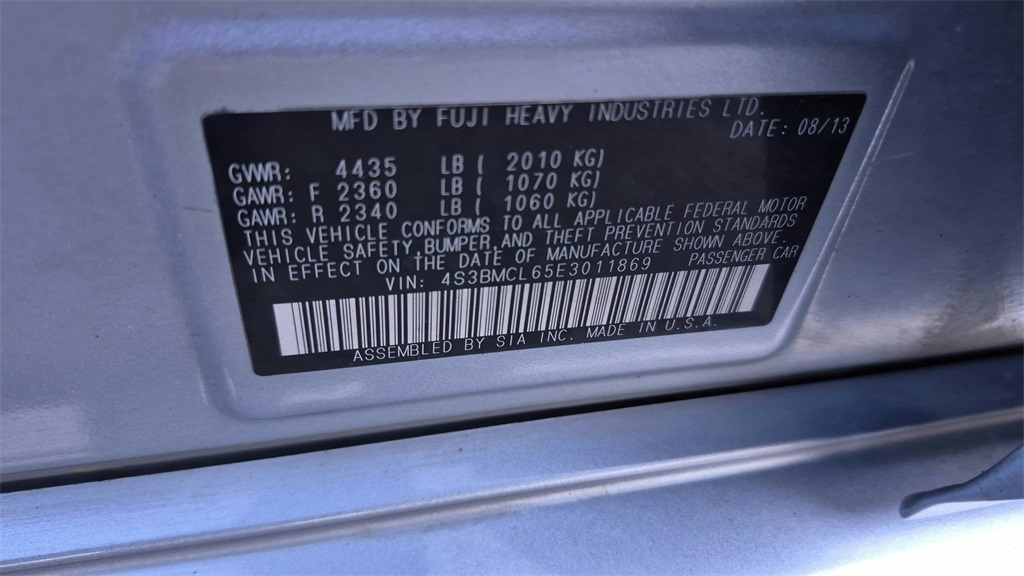 MFD BY FUJI HEAVY INDUSTRIES LTD.
DATE: 08/13
GVWR: 4435 LB ( 2010 KG)
GAWR: F 2360 LB ( 1070 KG)
GAWR: R 2340 LB ( 1060 KG)
THIS VEHICLE CONFORMS TO ALL APPLICABLE FEDERAL MOTOR
VEHICLE SAFETY, BUMPER, AND THEFT PREVENTION STANDARDS
IN EFFECT ON THE DATE OF MANUFACTURE SHOWN ABOVE.
VIN: 4S3BMCL65E3011869 PASSENGER CAR
ASSEMBLED BY SIA INC. MADE IN U.S.A.